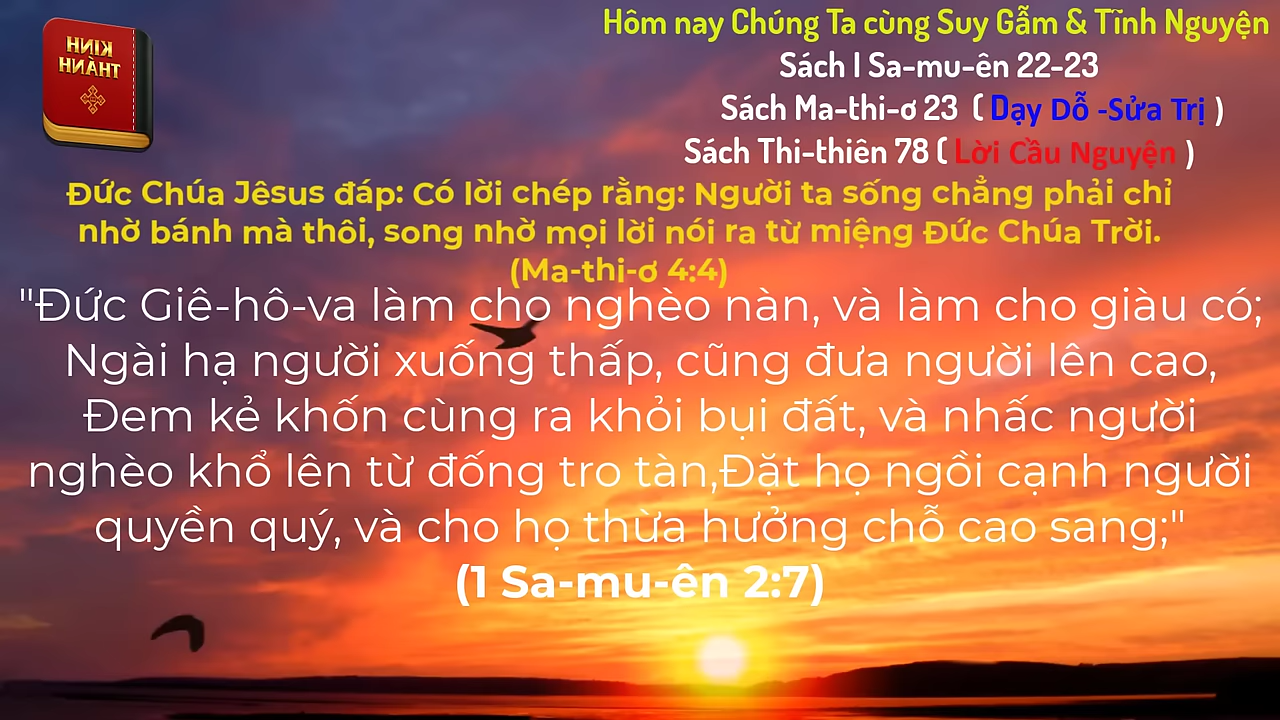 KINH
THÁNH
Hôm nay Chúng Ta cùng Suy Gẫm & Tĩnh Nguyện
Sách I Sa-mu-ên 22-23
Sách Ma-thi-ơ 23 ( Dạy Dỗ -Sửa Trị )
Sách Thi-thiên 78 ( Lời Cầu Nguyện )
Đức Chúa Jêsus đáp: Có lời chép rằng: Người ta sống chẳng phải chỉ
nhờ bánh mà thôi, song nhờ mọi lời nói ra từ miệng Đức Chúa Trời.
(Ma-thi-ơ 4:4)
"Đức Giê-hô-va làm cho nghèo nàn, và làm cho giàu có;
Ngài hạ người xuống thấp, cũng đưa người lên cao,
Đem kẻ khốn cùng ra khỏi bụi đất, và nhấc người
nghèo khổ lên từ đống tro tàn,Đặt họ ngồi cạnh người
quyền quý, và cho họ thừa hưởng chỗ cao sang;"
(1 Sa-mu-ên 2:7)